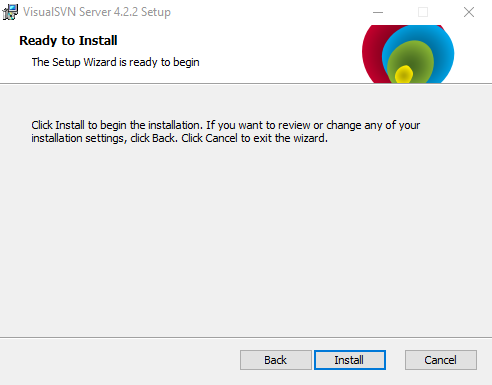 VisualSVN Server 4.2.2 Setup
Ready to Install
The Setup Wizard is ready to begin
Click Install to begin the installation. If you want to review or change any of your
installation settings, click Back. Click Cancel to exit the wizard.
Back
Install
Cancel